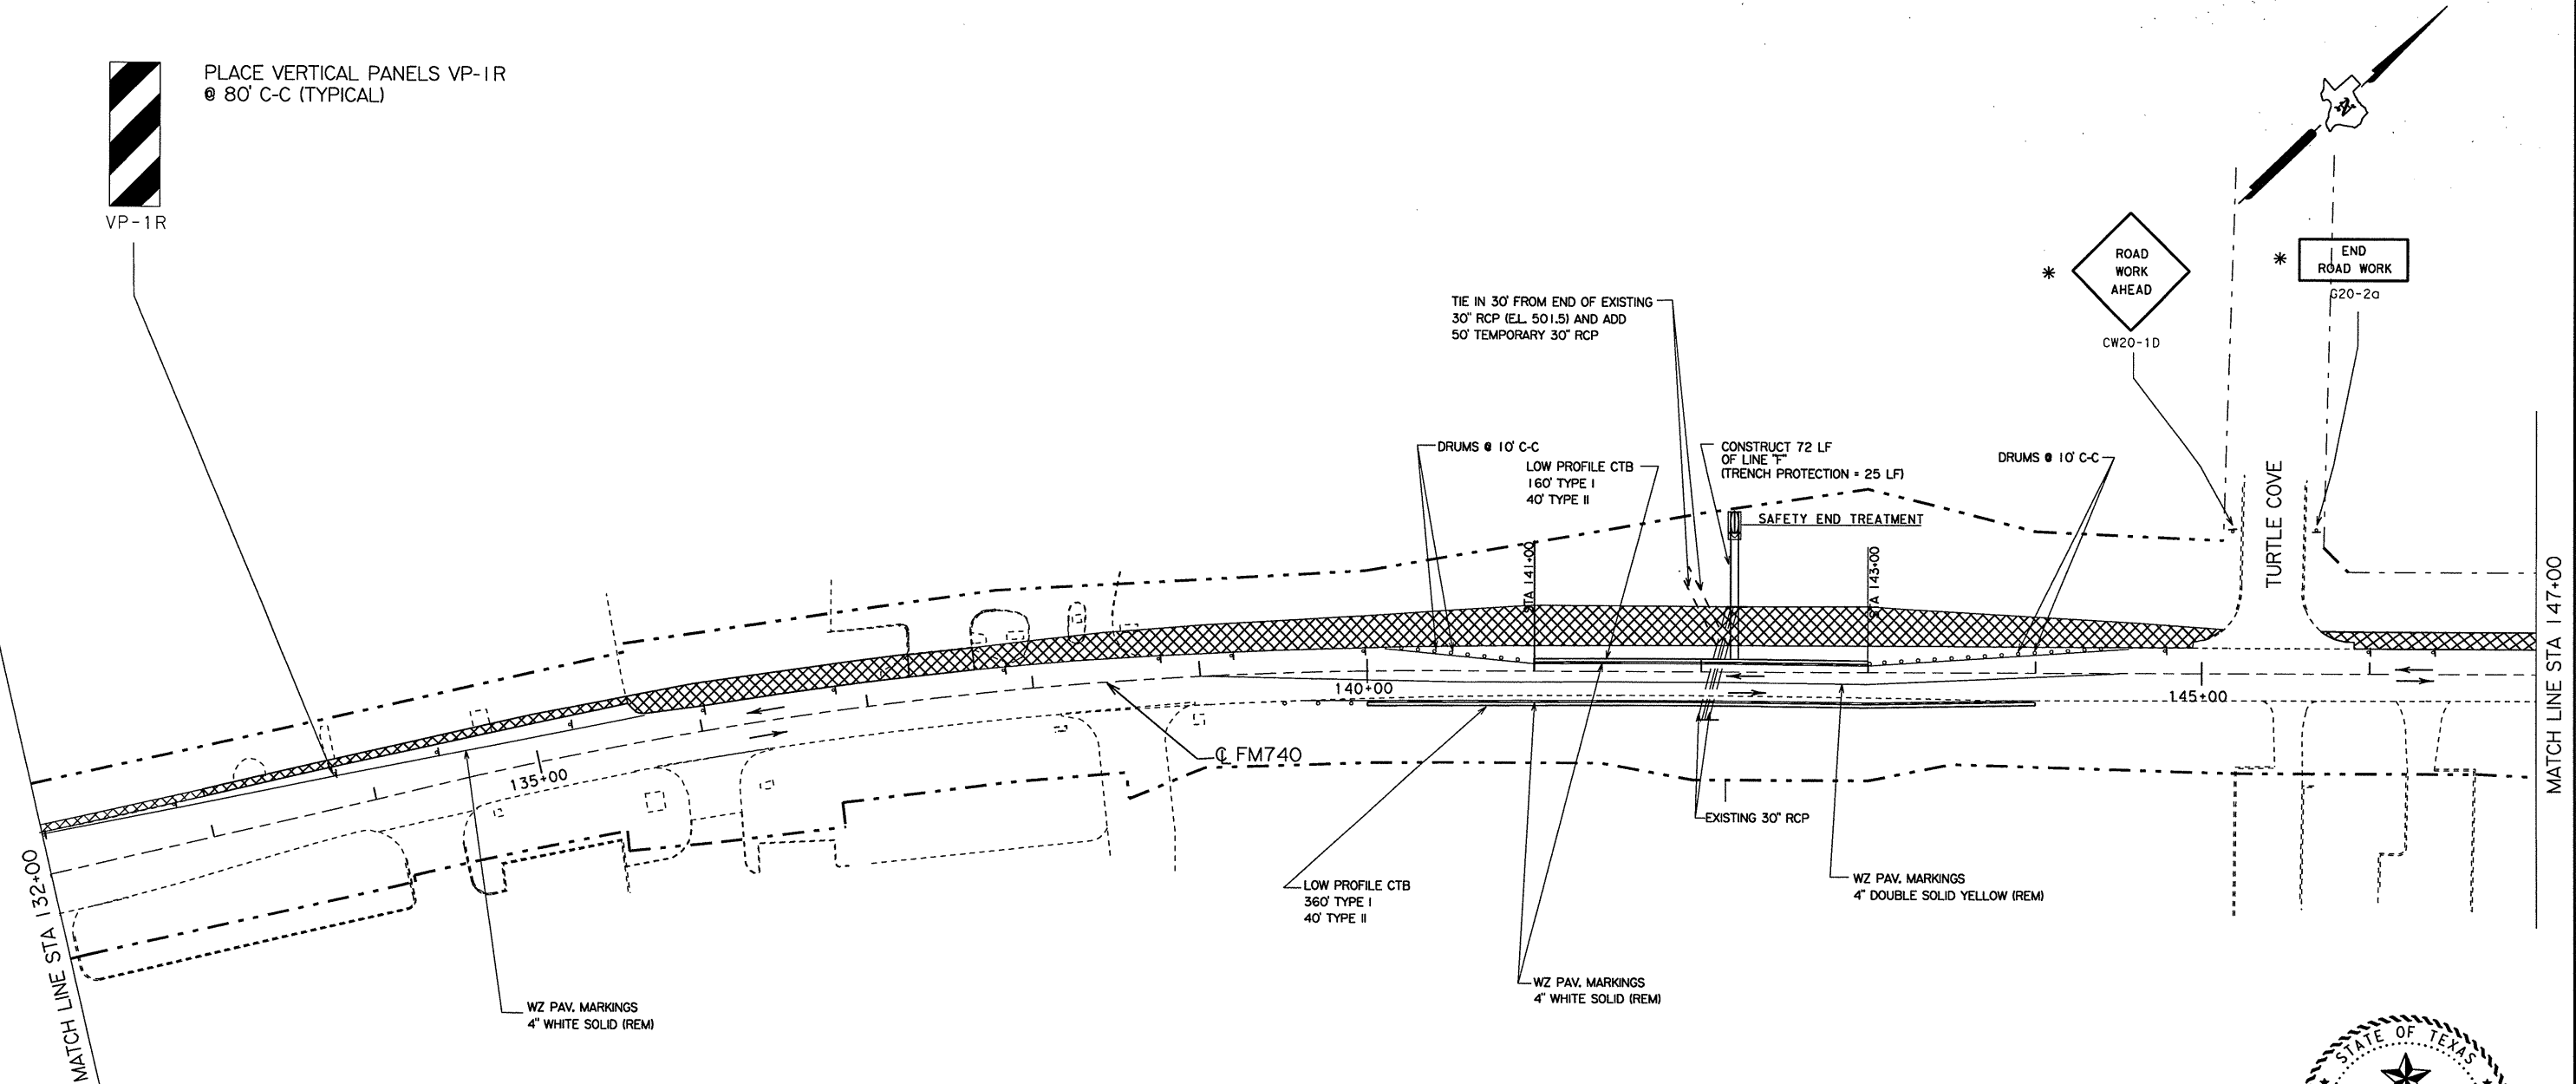 PLACE VERTICAL PANELS VP-1R
@ 80' C-C (TYPICAL)
VP-1R
N
ROAD
WORK
AHEAD
*
CW20-1D
*
END
ROAD WORK
G20-2a
TIE IN 30' FROM END OF EXISTING
30" RCP (EL. 501.5) AND ADD
50' TEMPORARY 30" RCP
DRUMS @ 10' C-C
LOW PROFILE CTB
160' TYPE I
40' TYPE II
CONSTRUCT 72 LF
OF LINE "F"
(TRENCH PROTECTION = 25 LF)
DRUMS @ 10' C-C
SAFETY END TREATMENT
TURTLE COVE
STA 141+00
STA 143+00
MATCH LINE STA 147+00
140+00
145+00
135+00
℄ FM740
EXISTING 30" RCP
LOW PROFILE CTB
360' TYPE I
40' TYPE II
WZ PAV. MARKINGS
4" DOUBLE SOLID YELLOW (REM)
WZ PAV. MARKINGS
4" WHITE SOLID (REM)
WZ PAV. MARKINGS
4" WHITE SOLID (REM)
MATCH LINE STA 132+00
STATE OF TEXAS